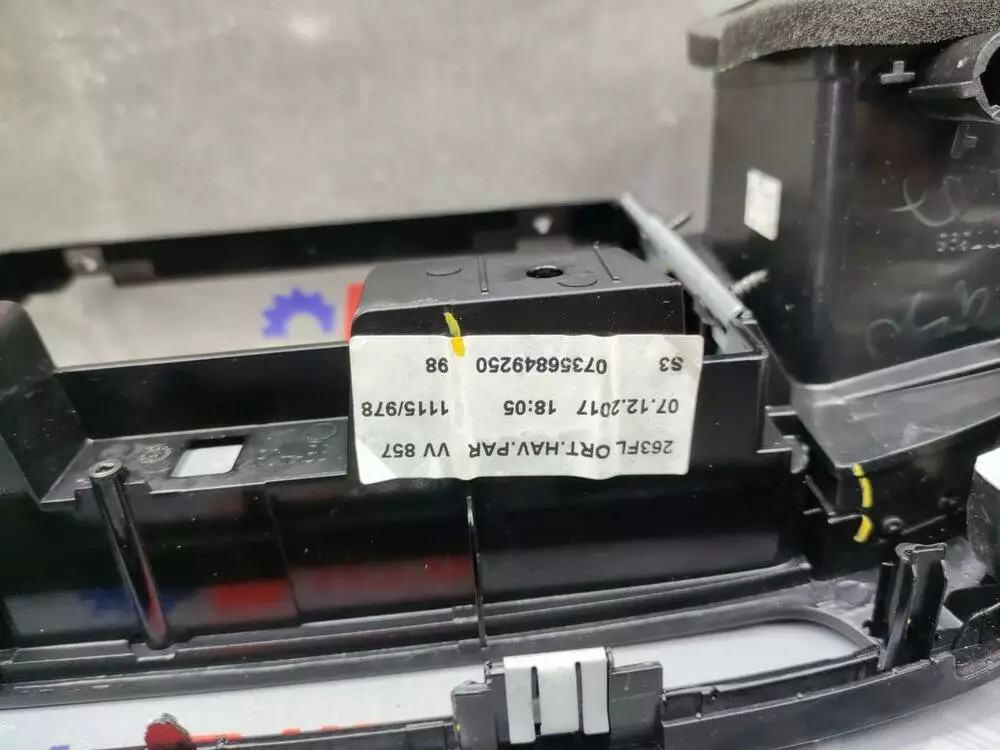 263FL ORT.HAV.PAR VV 857
07.12.2017 18:05 1115/978
S3 07356849250 98